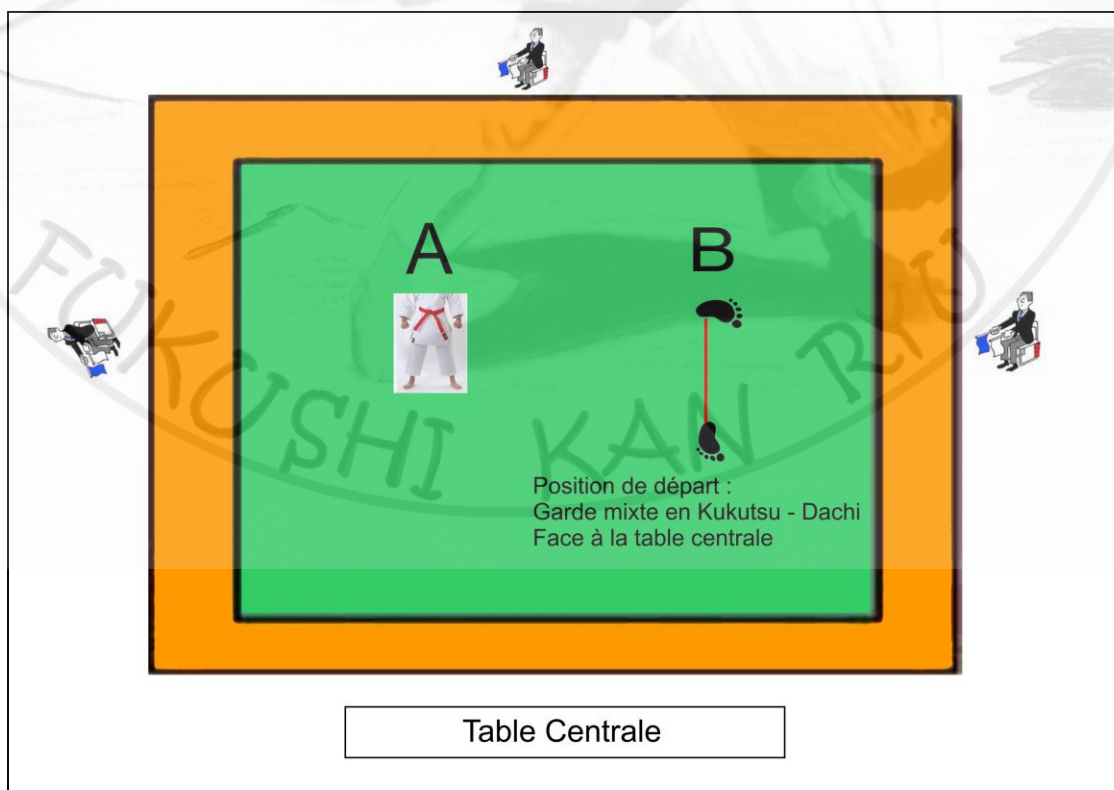 A
B
FUKUSHI KAN RYU
Position de départ :
Garde mixte en Kukutsu - Dachi
Face à la table centrale
Table Centrale